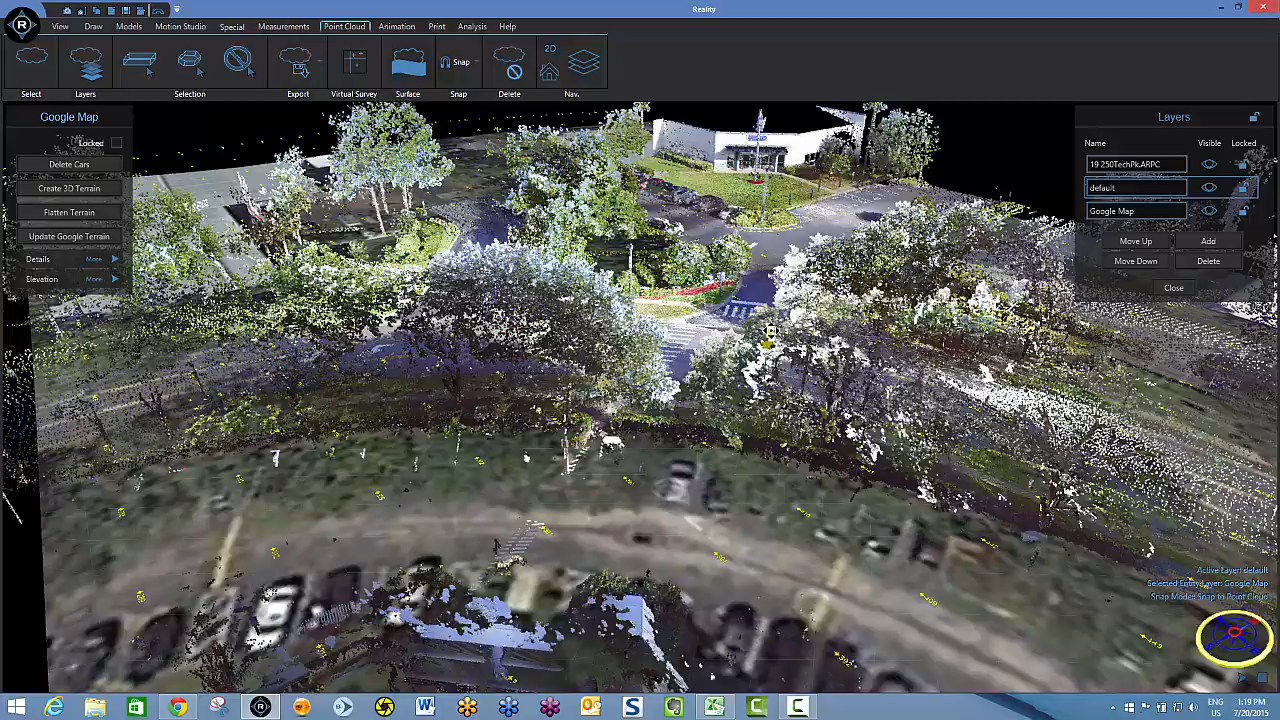 Reality
View Draw Models Motion Studio Special Measurements Point Cloud Animation Print Analysis Help
Snap
2D
Select Layers Selection Export Virtual Survey Surface Snap Delete Nav.
Google Map
Locked
Delete Cars
Create 3D Terrain
Flatten Terrain
Update Google Terrain
Details More
Elevation More
Layers
Name Visible Locked
19 250TechPk.ARPC
default
Google Map
Move Up Add
Move Down Delete
Close
Active Layer: default
Selected Entity Layer: Google Map
Snap Mode: Snap to Point Cloud
ENG
US
1:19 PM
7/20/2015